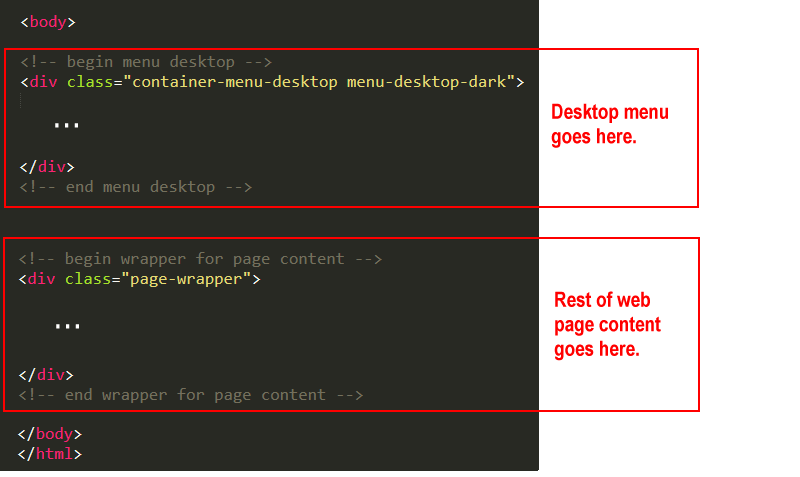 <body>
<!-- begin menu desktop -->
<div class="container-menu-desktop menu-desktop-dark">
...
</div>
<!-- end menu desktop -->
Desktop menu
goes here.
<!-- begin wrapper for page content -->
<div class="page-wrapper">
...
</div>
<!-- end wrapper for page content -->
Rest of web
page content
goes here.
</body>
</html>